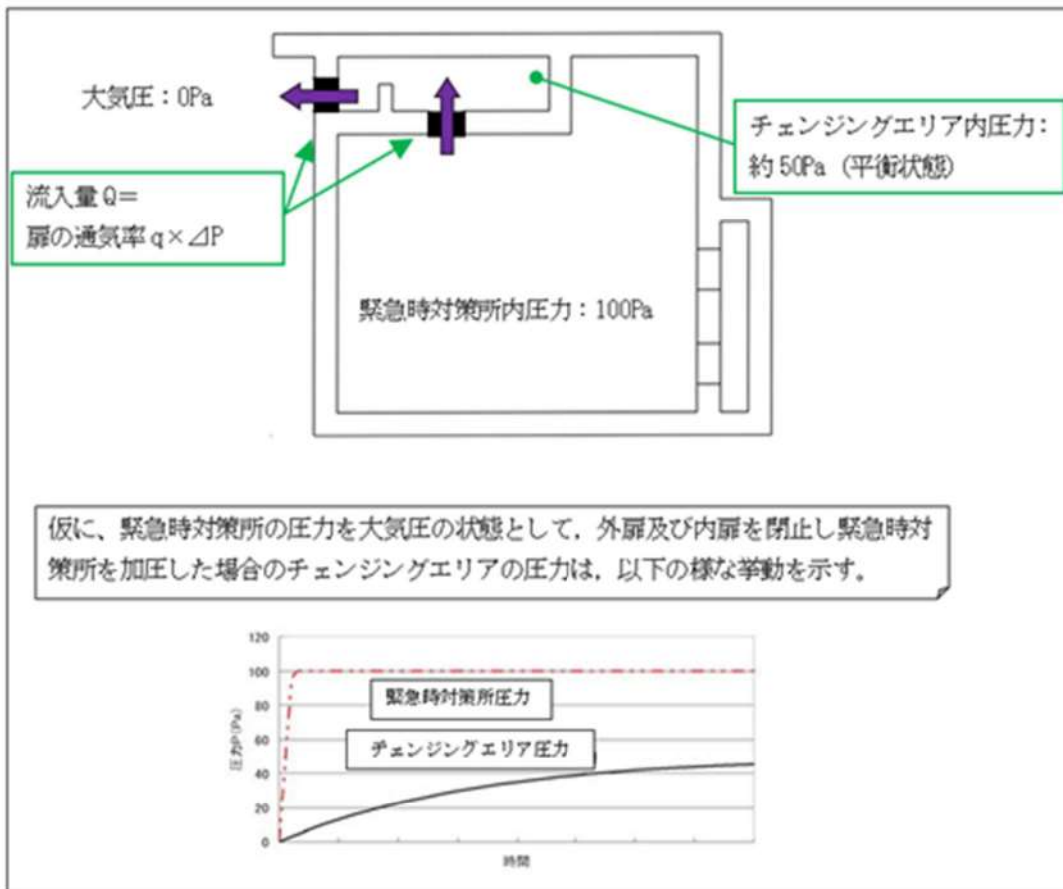 大気圧：0Pa
チェンジングエリア内圧力：
約50Pa（平衡状態）
流入量Q＝
扉の通気率q×⊿P
緊急時対策所内圧力：100Pa
仮に、緊急時対策所の圧力を大気圧の状態として，外扉及び内扉を閉止し緊急時対
策所を加圧した場合のチェンジングエリアの圧力は，以下の様な挙動を示す。
120
100
80
60
40
20
0
圧力P(Pa)
緊急時対策所圧力
チェンジングエリア圧力
時間